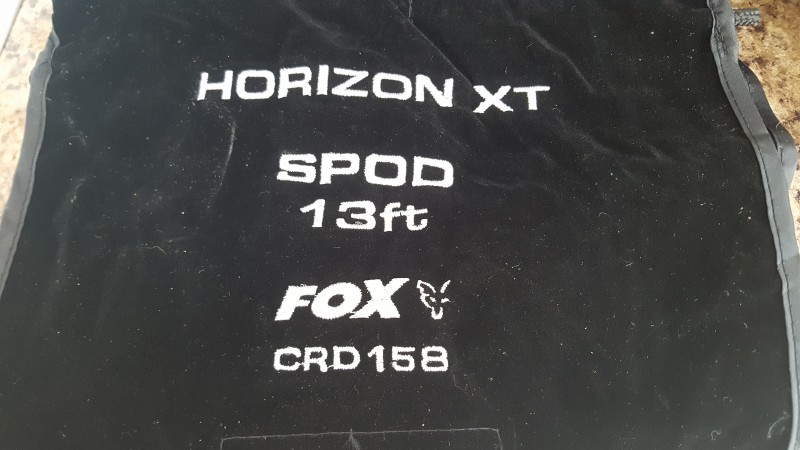 HORIZON XT
SPOD
13ft
FOX
CRD158